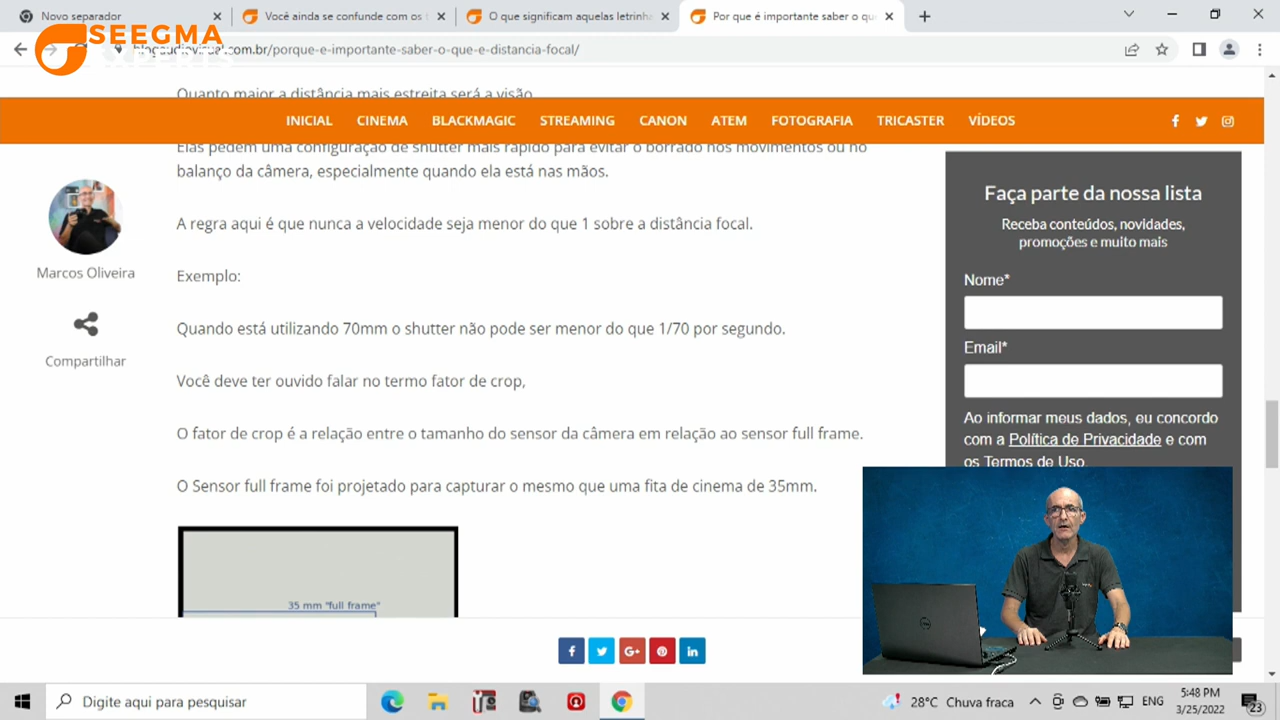 Novo separador
Você ainda se confunde com os t
O que significam aquelas letrinha
Por que é importante saber o qu
SEEGMA
XPERTS
blogaudiovisual.com.br/porque-e-importante-saber-o-que-e-distancia-focal/
Quanto maior a distância mais estreita será a visão
INICIAL CINEMA BLACKMAGIC STREAMING CANON ATEM FOTOGRAFIA TRICASTER VÍDEOS
Elas pedem uma configuração de shutter mais rápido para evitar o borrado nos movimentos ou no
balanço da câmera, especialmente quando ela está nas mãos.
A regra aqui é que nunca a velocidade seja menor do que 1 sobre a distância focal.
Marcos Oliveira
Exemplo:
Quando está utilizando 70mm o shutter não pode ser menor do que 1/70 por segundo.
Compartilhar
Você deve ter ouvido falar no termo fator de crop,
O fator de crop é a relação entre o tamanho do sensor da câmera em relação ao sensor full frame.
O Sensor full frame foi projetado para capturar o mesmo que uma fita de cinema de 35mm.
35 mm "full frame"
Faça parte da nossa lista
Receba conteúdos, novidades,
promoções e muito mais
Nome*
Email*
Ao informar meus dados, eu concordo
com a Política de Privacidade e com
os Termos de Uso.
Digite aqui para pesquisar
28°C Chuva fraca
ENG
5:48 PM
3/25/2022
23